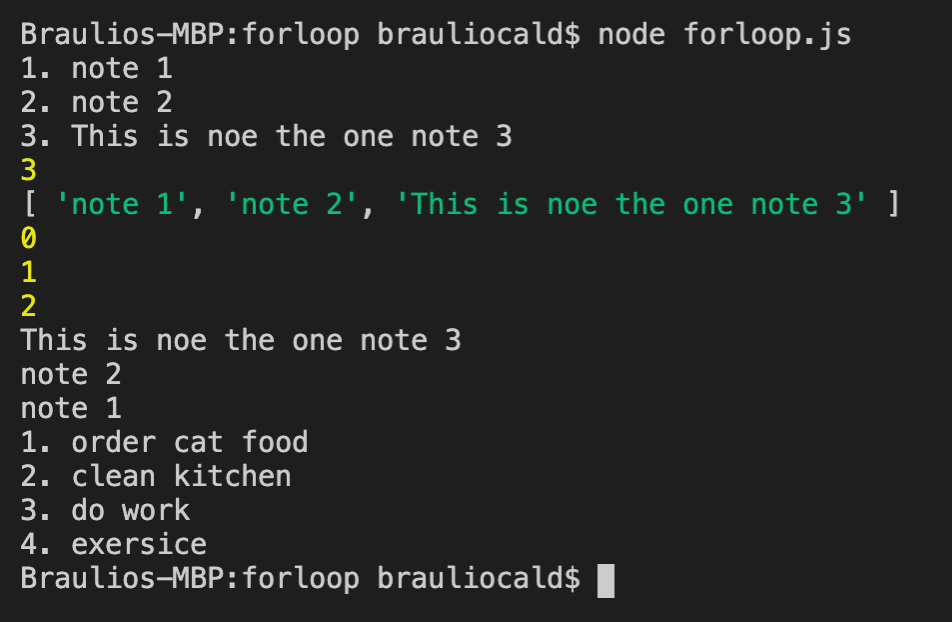 Braulios-MBP:forloop brauliocald$ node forloop.js
1. note 1
2. note 2
3. This is noe the one note 3
3
[ 'note 1', 'note 2', 'This is noe the one note 3' ]
0
1
2
This is noe the one note 3
note 2
note 1
1. order cat food
2. clean kitchen
3. do work
4. exersice
Braulios-MBP:forloop brauliocald$